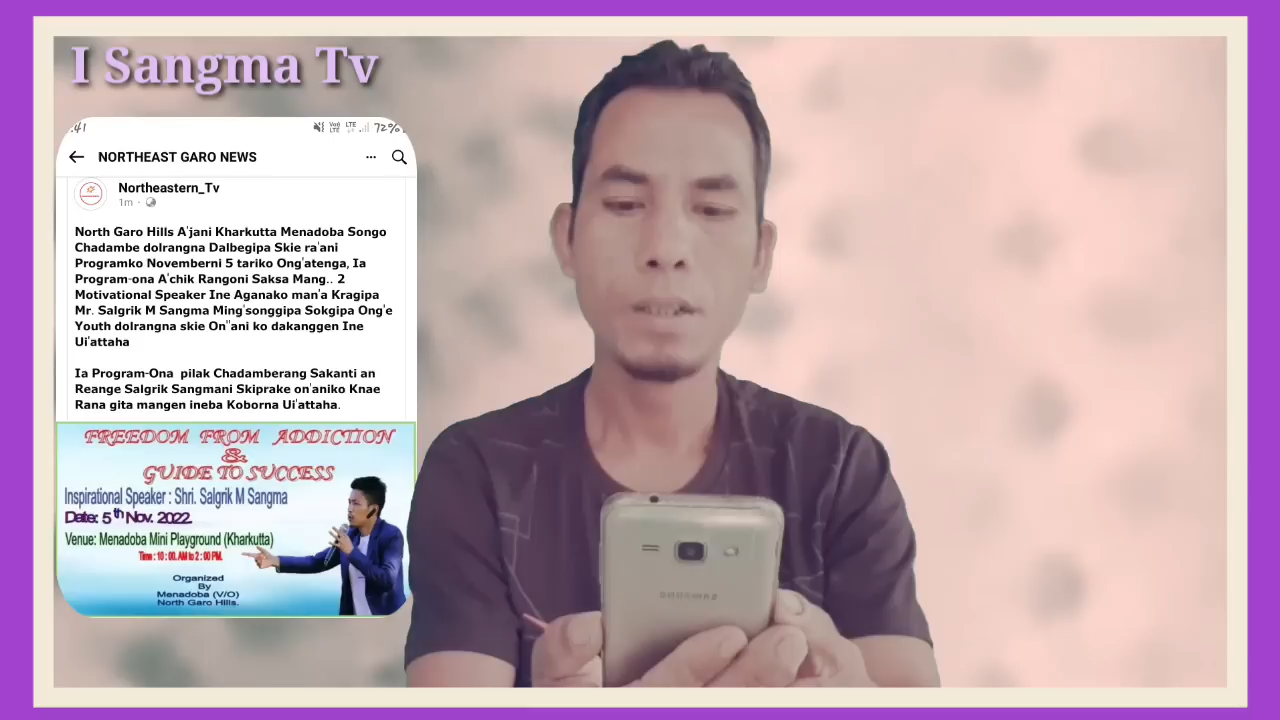 I Sangma Tv
:41
72%
NORTHEAST GARO NEWS
Northeastern_Tv
1m
North Garo Hills A'jani Kharkutta Menadoba Songo
Chadambe dolrangna Dalbegipa Skie ra'ani
Programko Novemberni 5 tariko Ong'atenga, Ia
Program-ona A'chik Rangoni Saksa Mang.. 2
Motivational Speaker Ine Aganako man'a Kragipa
Mr. Salgrik M Sangma Ming'songgipa Sokgipa Ong'e
Youth dolrangna skie On''ani ko dakanggen Ine
Ui'attaha
Ia Program-Ona pilak Chadamberang Sakanti an
Reange Salgrik Sangmani Skiprake on'aniko Knae
Rana gita mangen ineba Koborna Ui'attaha.
FREEDOM FROM ADDICTION
&
GUIDE TO SUCCESS
Inspirational Speaker : Shri. Salgrik M Sangma
Date: 5th Nov. 2022.
Venue: Menadoba Mini Playground (Kharkutta)
Time : 10 : 00. AM to 2 : 00 PM.
Organized
By
Menadoba (V/O)
North Garo Hills.
SAMSUNG